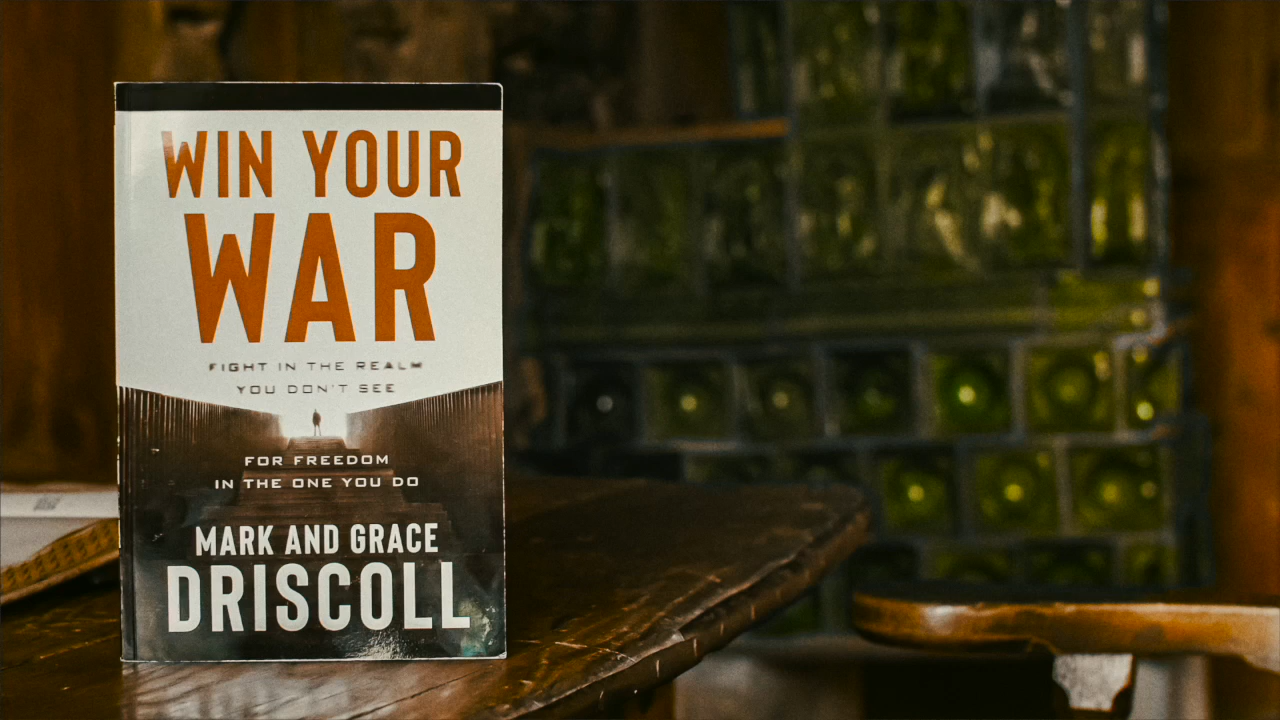 WIN YOUR
WAR
FIGHT IN THE REALM
YOU DON'T SEE
FOR FREEDOM
IN THE ONE YOU DO
MARK AND GRACE
DRISCOLL